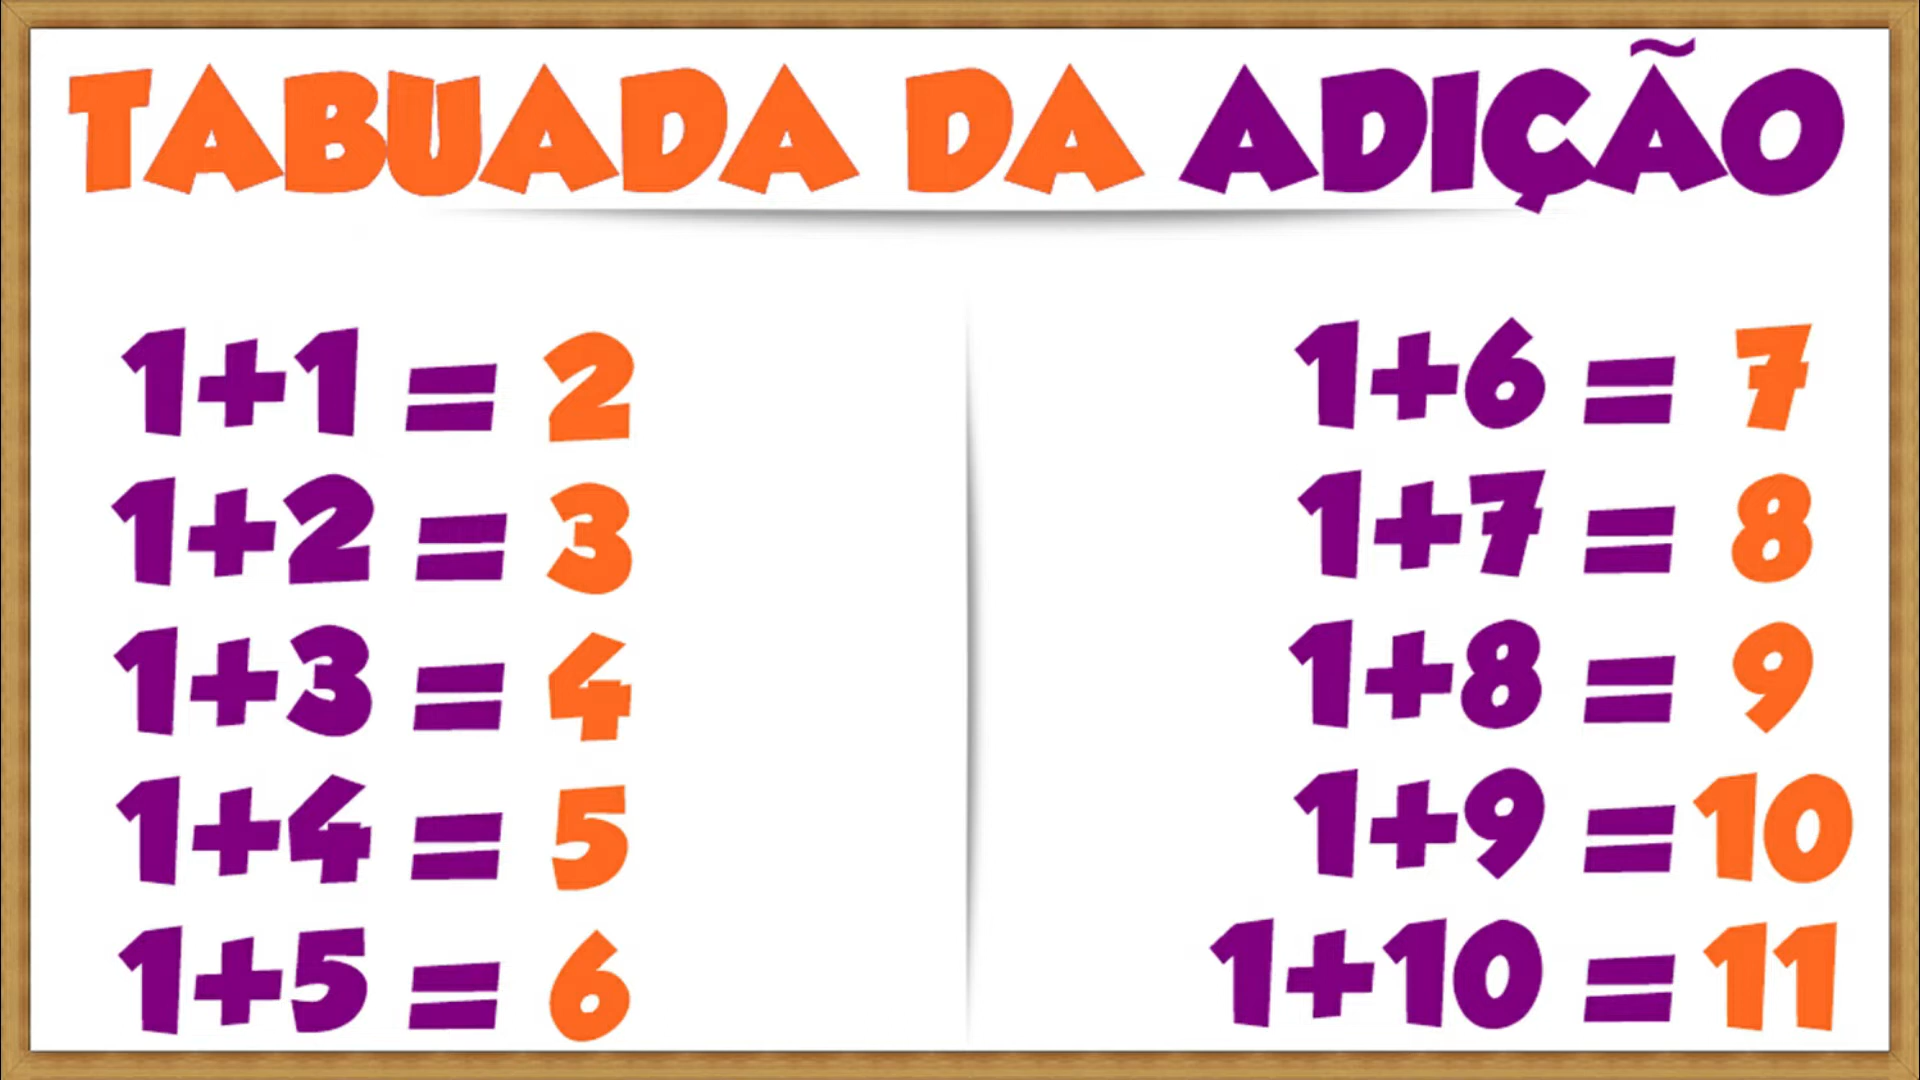 TABUADA DA ADIÇÃO
1+1 = 2
1+2 = 3
1+3 = 4
1+4 = 5
1+5 = 6
1+6 = 7
1+7 = 8
1+8 = 9
1+9 = 10
1+10 = 11